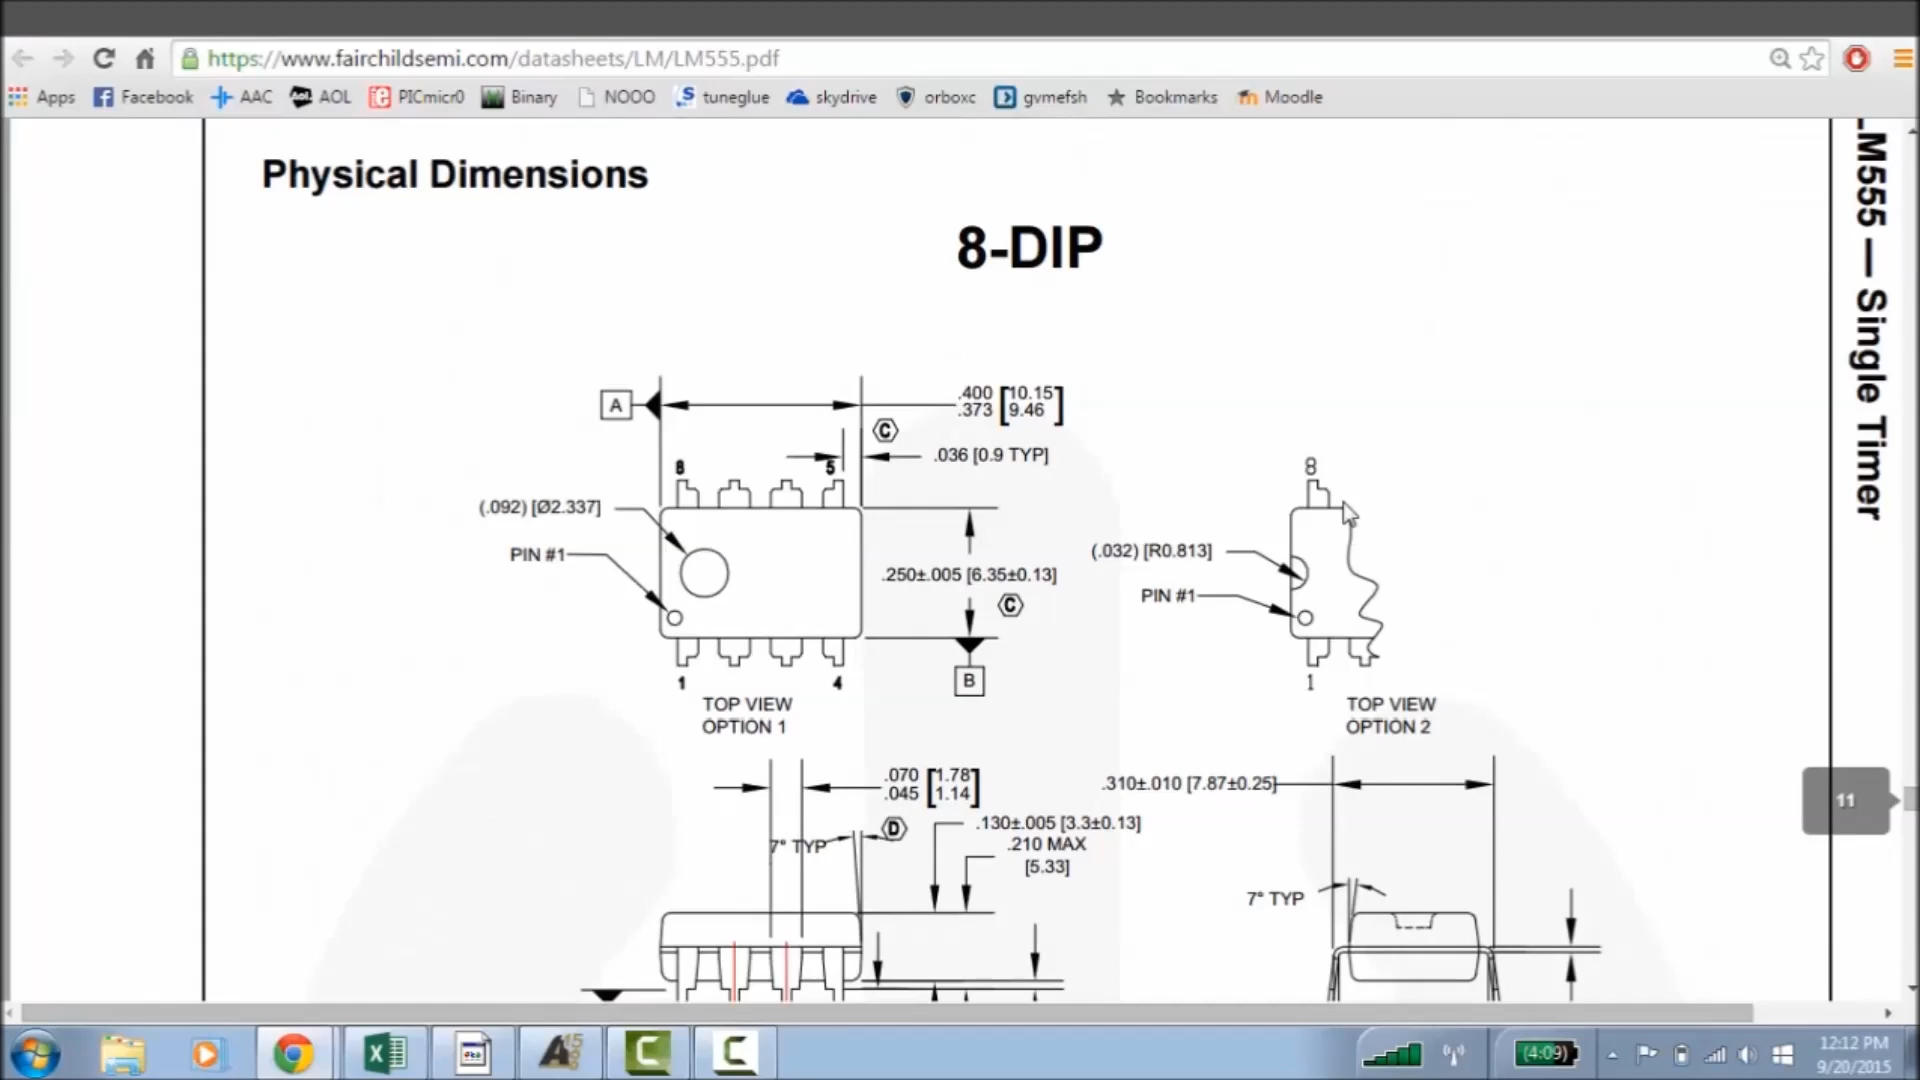 https://www.fairchildsemi.com/datasheets/LM/LM555.pdf
Apps Facebook AAC AOL PICmicr0 Binary NOOO tuneglue skydrive orboxc gvmefsh Bookmarks Moodle
Physical Dimensions
8-DIP
LM555 — Single Timer
A
.400 [10.15]
.373 [9.46]
C
.036 [0.9 TYP]
8 5
(.092) [Ø2.337]
PIN #1
.250±.005 [6.35±0.13]
C
B
1 4
TOP VIEW
OPTION 1
8
(.032) [R0.813]
PIN #1
1
TOP VIEW
OPTION 2
.070 [1.78]
.045 [1.14]
D
7° TYP
.130±.005 [3.3±0.13]
.210 MAX
[5.33]
.310±.010 [7.87±0.25]
7° TYP
11
(4:09)
12:12 PM
9/20/2015